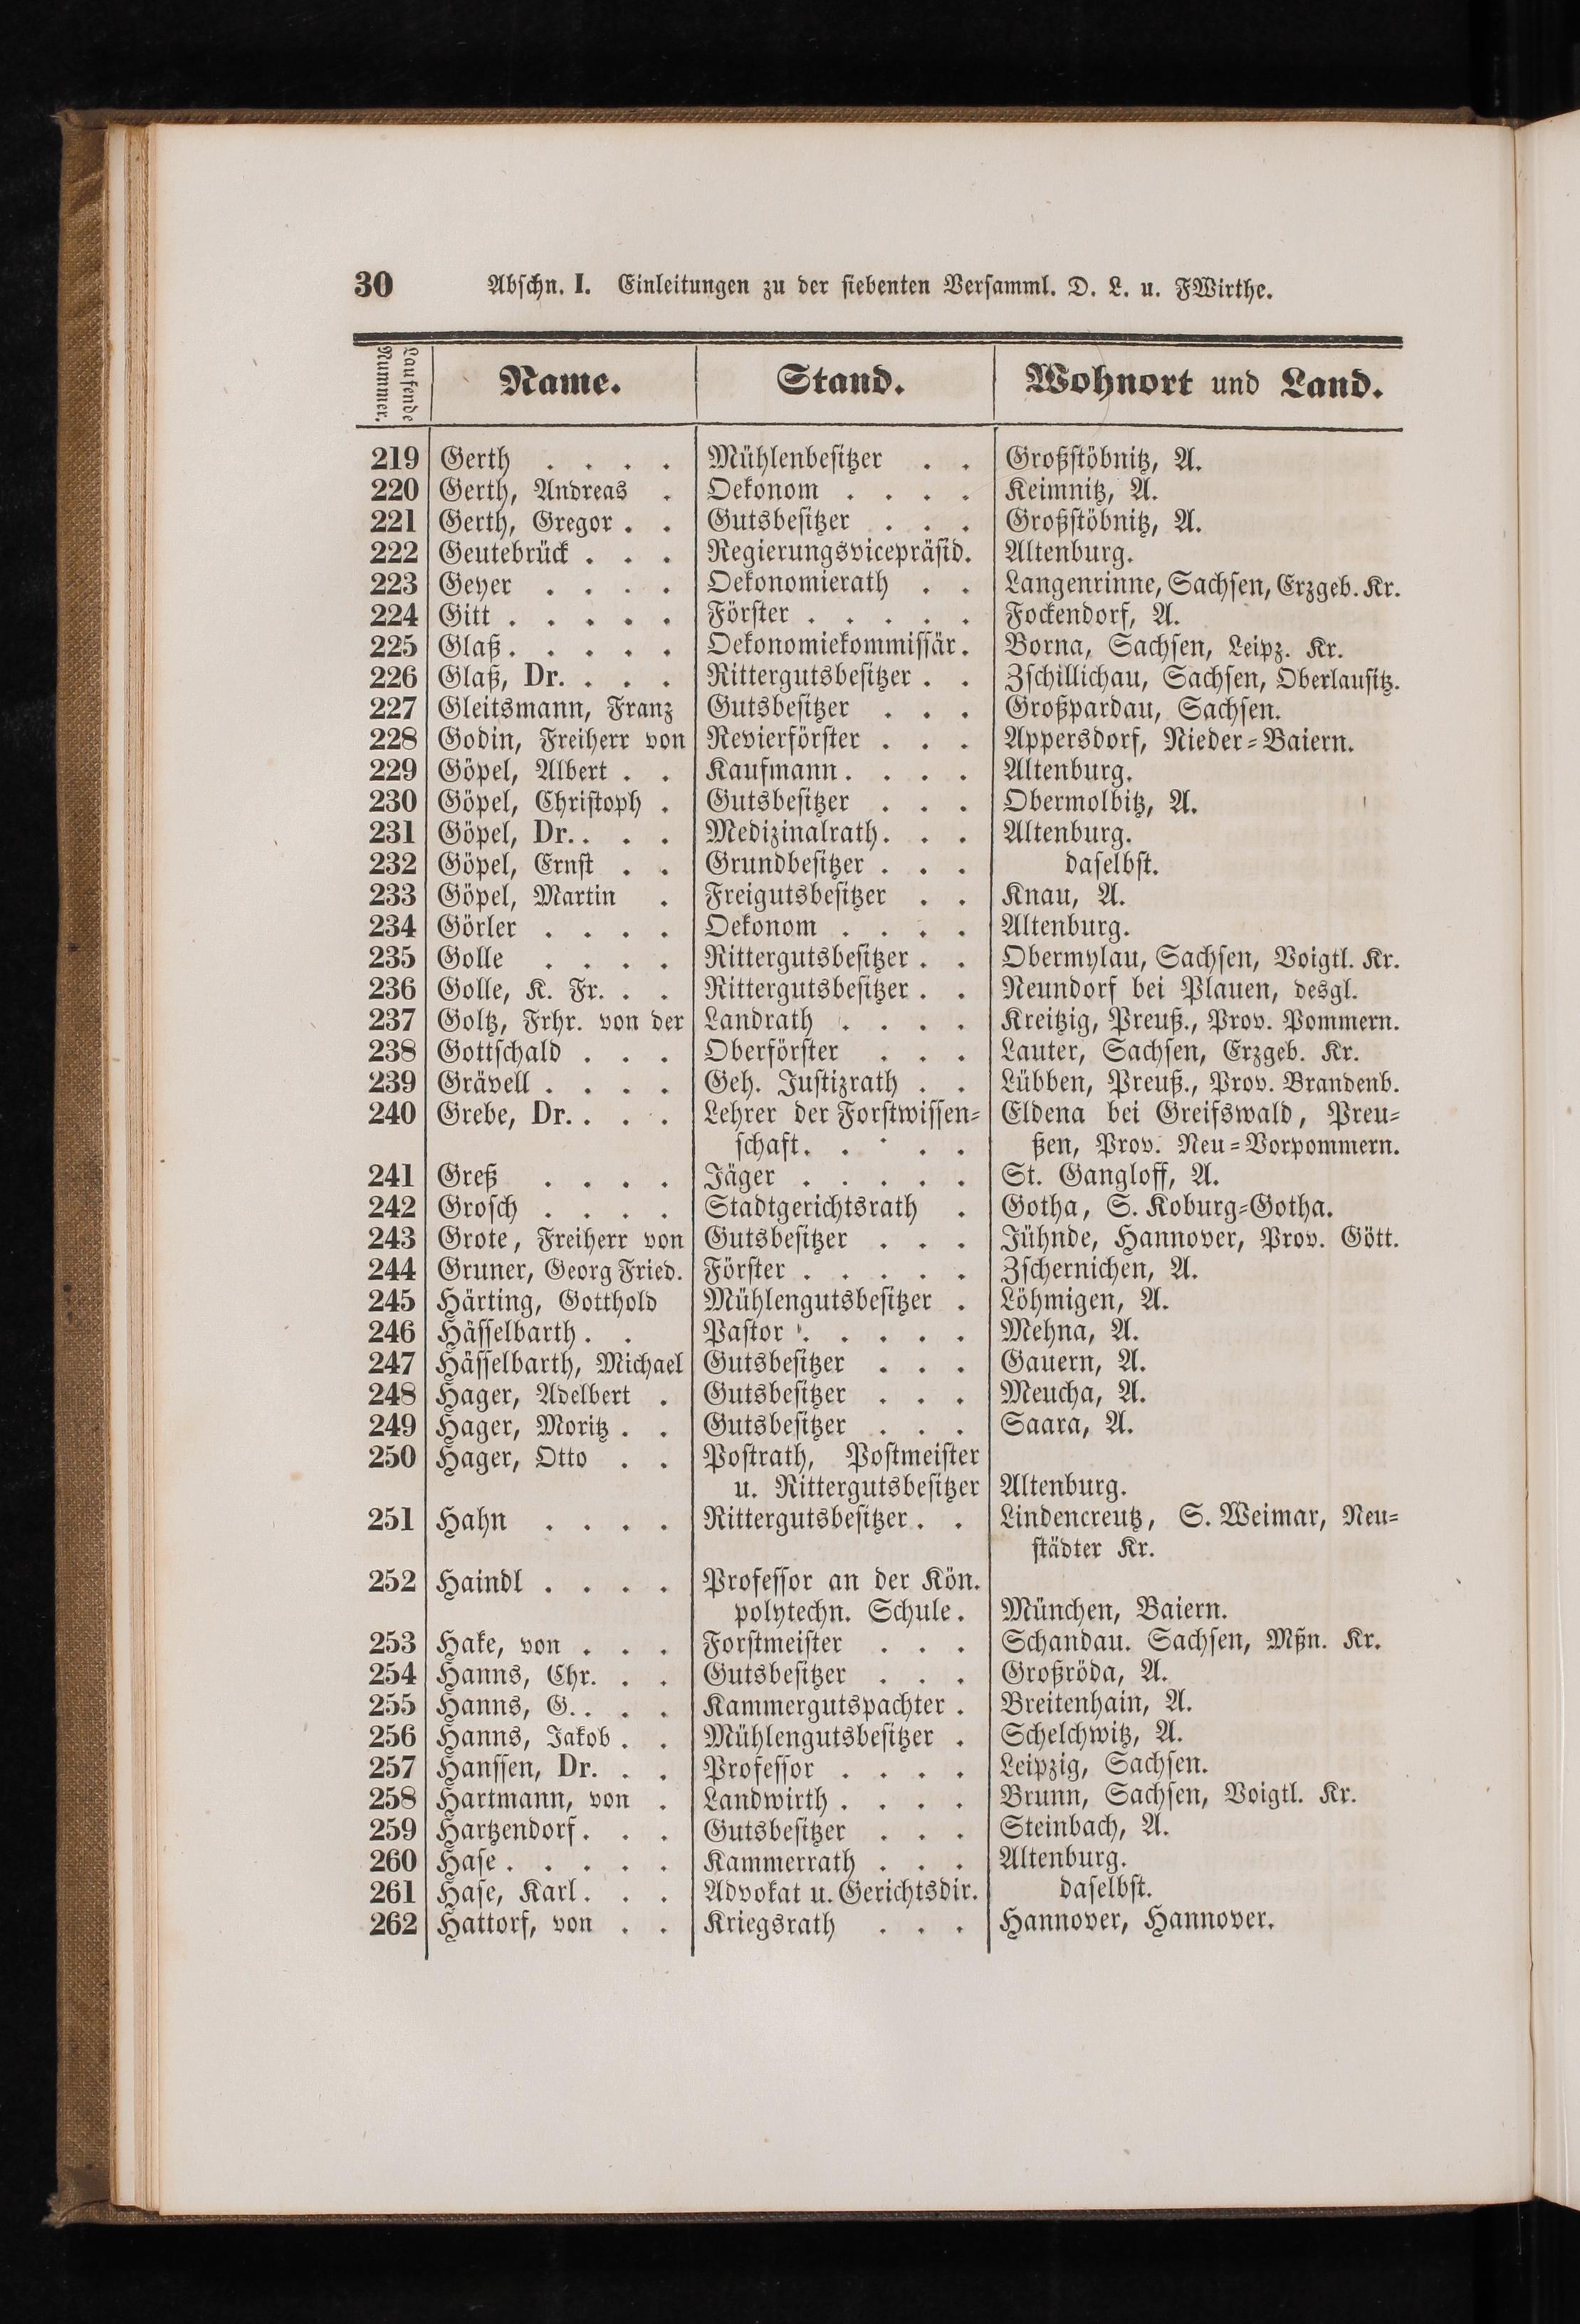 30 Abschn. I. Einleitungen zu der siebenten Versamml. D. L. u. FWirthe.
Laufende Nummer. Name. Stand. Wohnort und Land.
219 Gerth . . . . Mühlenbesitzer . . Großstöbnitz, A.
220 Gerth, Andreas . Oekonom . . . . Keimnitz, A.
221 Gerth, Gregor . . Gutsbesitzer . . . Großstöbnitz, A.
222 Geutebrück . . . Regierungsvicepräsid. Altenburg.
223 Geyer . . . . Oekonomierath . . Langenrinne, Sachsen, Erzgeb. Kr.
224 Gitt . . . . . Förster . . . . . Fockendorf, A.
225 Glaß . . . . . Oekonomiekommissär. Borna, Sachsen, Leipz. Kr.
226 Glaß, Dr. . . . Rittergutsbesitzer . . Zschillichau, Sachsen, Oberlausitz.
227 Gleitsmann, Franz Gutsbesitzer . . . Großpardau, Sachsen.
228 Godin, Freiherr von Revierförster . . . Appersdorf, Nieder-Baiern.
229 Göpel, Albert . . Kaufmann . . . . Altenburg.
230 Göpel, Christoph . Gutsbesitzer . . . Obermolbitz, A.
231 Göpel, Dr. . . . Medizinalrath . . . Altenburg.
232 Göpel, Ernst . . Grundbesitzer . . . daselbst.
233 Göpel, Martin . Freigutsbesitzer . . Knau, A.
234 Görler . . . . Oekonom . . . . Altenburg.
235 Golle . . . . Rittergutsbesitzer . . Obermylau, Sachsen, Voigtl. Kr.
236 Golle, K. Fr. . . Rittergutsbesitzer . . Neundorf bei Plauen, desgl.
237 Goltz, Frhr. von der Landrath . . . . Kreitzig, Preuß., Prov. Pommern.
238 Gottschald . . . Oberförster . . . Lauter, Sachsen, Erzgeb. Kr.
239 Grävell . . . . Geh. Justizrath . . Lübben, Preuß., Prov. Brandenb.
240 Grebe, Dr. . . . Lehrer der Forstwissen- Eldena bei Greifswald, Preu-
schaft. . . . . ßen, Prov. Neu-Vorpommern.
241 Greß . . . . Jäger . . . . . St. Gangloff, A.
242 Grosch . . . . Stadtgerichtsrath . Gotha, S. Koburg-Gotha.
243 Grote, Freiherr von Gutsbesitzer . . . Jühnde, Hannover, Prov. Gött.
244 Gruner, Georg Fried. Förster . . . . . Zschernichen, A.
245 Härting, Gotthold Mühlengutsbesitzer . Löhmigen, A.
246 Hässelbarth . . Pastor . . . . . Mehna, A.
247 Hässelbarth, Michael Gutsbesitzer . . . Gauern, A.
248 Hager, Adelbert . Gutsbesitzer . . . Meucha, A.
249 Hager, Moritz . . Gutsbesitzer . . . Saara, A.
250 Hager, Otto . . Postrath, Postmeister
u. Rittergutsbesitzer Altenburg.
251 Hahn . . . . Rittergutsbesitzer . . Lindencreutz, S. Weimar, Neu-
städter Kr.
252 Haindl . . . . Professor an der Kön.
polytechn. Schule. München, Baiern.
253 Hake, von . . . Forstmeister . . . Schandau. Sachsen, Mßn. Kr.
254 Hanns, Chr. . . Gutsbesitzer . . . Großröda, A.
255 Hanns, G. . . . Kammergutspachter . Breitenhain, A.
256 Hanns, Jakob . . Mühlengutsbesitzer . Schelchwitz, A.
257 Hanssen, Dr. . . Professor . . . . Leipzig, Sachsen.
258 Hartmann, von . Landwirth . . . . Brunn, Sachsen, Voigtl. Kr.
259 Hartzendorf . . . Gutsbesitzer . . . Steinbach, A.
260 Hase . . . . . Kammerrath . . . Altenburg.
261 Hase, Karl . . . Advokat u. Gerichtsdir. daselbst.
262 Hattorf, von . . Kriegsrath . . . Hannover, Hannover.